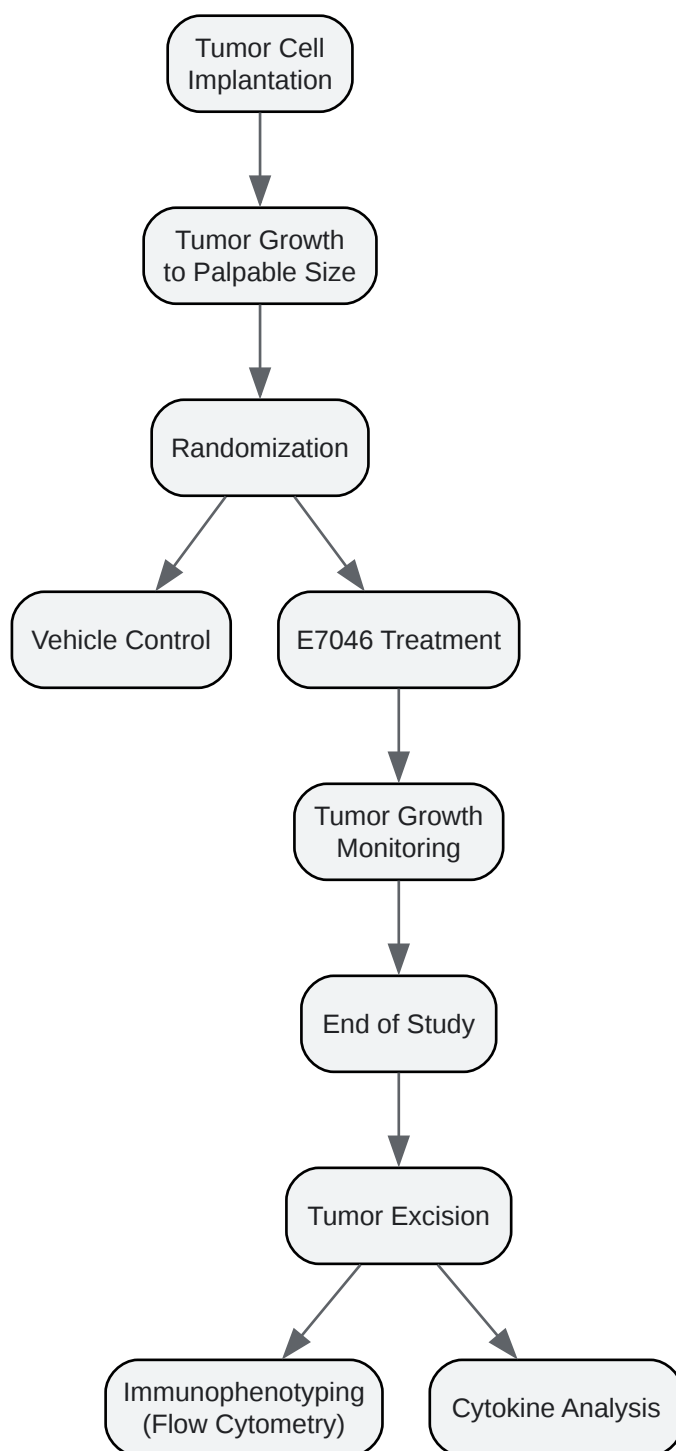 Tumor Cell
Implantation
Tumor Growth
to Palpable Size
Randomization
Vehicle Control
E7046 Treatment
Tumor Growth
Monitoring
End of Study
Tumor Excision
Immunophenotyping
(Flow Cytometry)
Cytokine Analysis